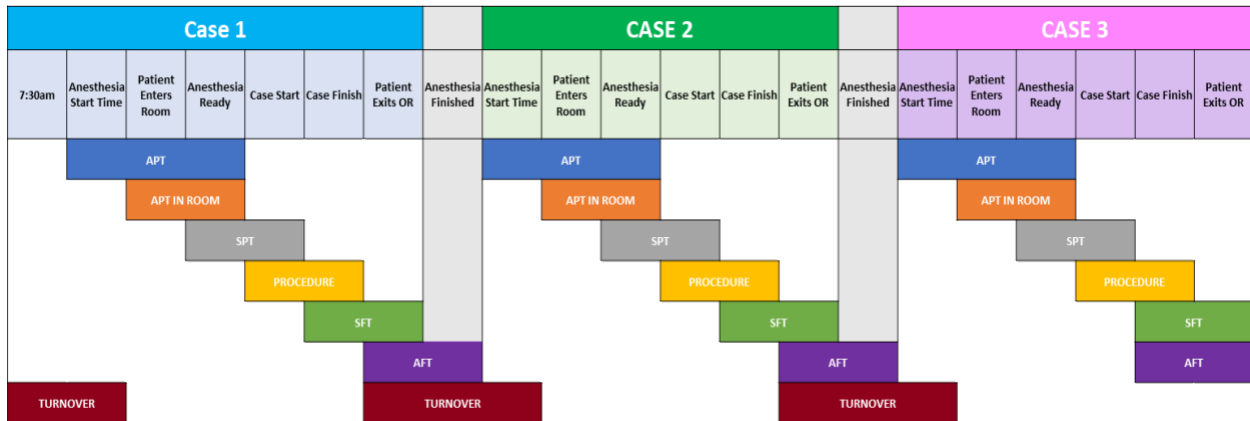 Case 1 CASE 2 CASE 3
7:30am Anesthesia Start Time Patient Enters Room Anesthesia Ready Case Start Case Finish Patient Exits OR Anesthesia Finished Anesthesia Start Time Patient Enters Room Anesthesia Ready Case Start Case Finish Patient Exits OR Anesthesia Finished Anesthesia Start Time Patient Enters Room Anesthesia Ready Case Start Case Finish Patient Exits OR
APT APT APT
APT IN ROOM APT IN ROOM APT IN ROOM
SPT SPT SPT
PROCEDURE PROCEDURE PROCEDURE
SFT SFT SFT
AFT AFT AFT
TURNOVER TURNOVER TURNOVER